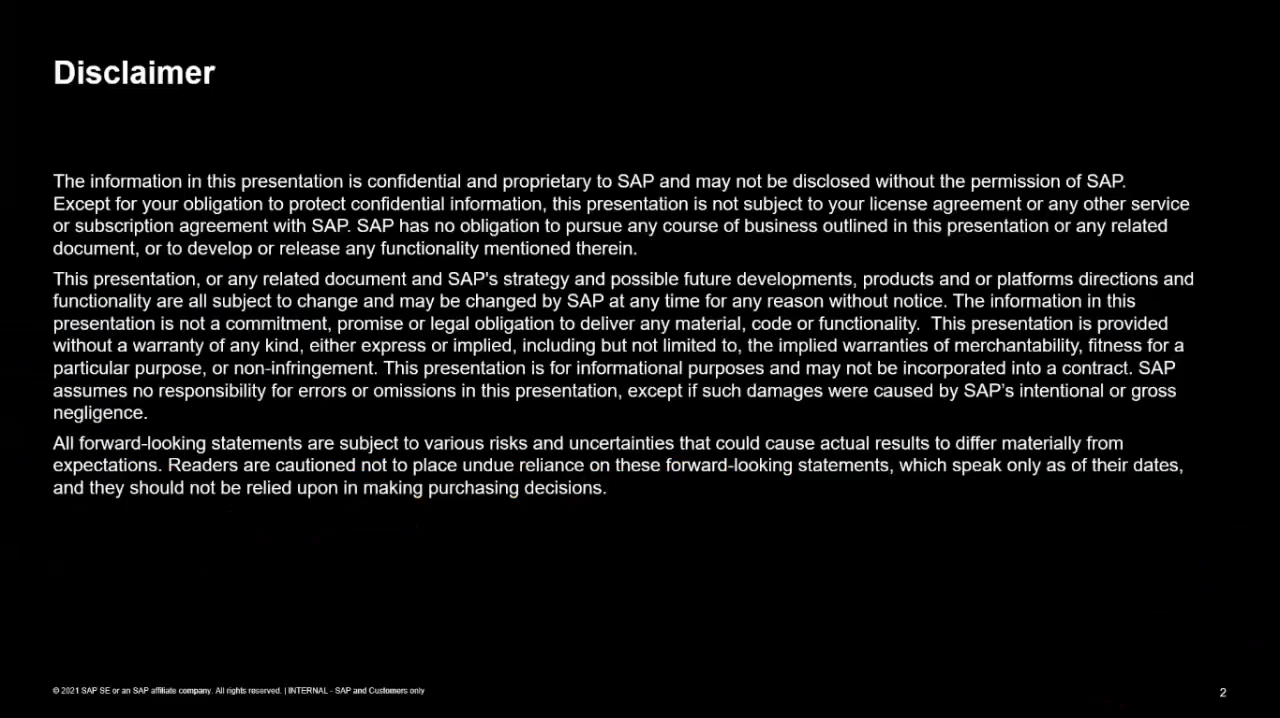 Disclaimer
The information in this presentation is confidential and proprietary to SAP and may not be disclosed without the permission of SAP.
Except for your obligation to protect confidential information, this presentation is not subject to your license agreement or any other service
or subscription agreement with SAP. SAP has no obligation to pursue any course of business outlined in this presentation or any related
document, or to develop or release any functionality mentioned therein.
This presentation, or any related document and SAP's strategy and possible future developments, products and or platforms directions and
functionality are all subject to change and may be changed by SAP at any time for any reason without notice. The information in this
presentation is not a commitment, promise or legal obligation to deliver any material, code or functionality.  This presentation is provided
without a warranty of any kind, either express or implied, including but not limited to, the implied warranties of merchantability, fitness for a
particular purpose, or non-infringement. This presentation is for informational purposes and may not be incorporated into a contract. SAP
assumes no responsibility for errors or omissions in this presentation, except if such damages were caused by SAP’s intentional or gross
negligence.
All forward-looking statements are subject to various risks and uncertainties that could cause actual results to differ materially from
expectations. Readers are cautioned not to place undue reliance on these forward-looking statements, which speak only as of their dates,
and they should not be relied upon in making purchasing decisions.
© 2021 SAP SE or an SAP affiliate company. All rights reserved. | INTERNAL - SAP and Customers only
2